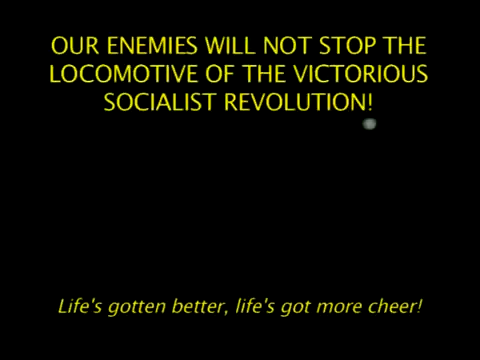 OUR ENEMIES WILL NOT STOP THE
LOCOMOTIVE OF THE VICTORIOUS
SOCIALIST REVOLUTION!
Life's gotten better, life's got more cheer!